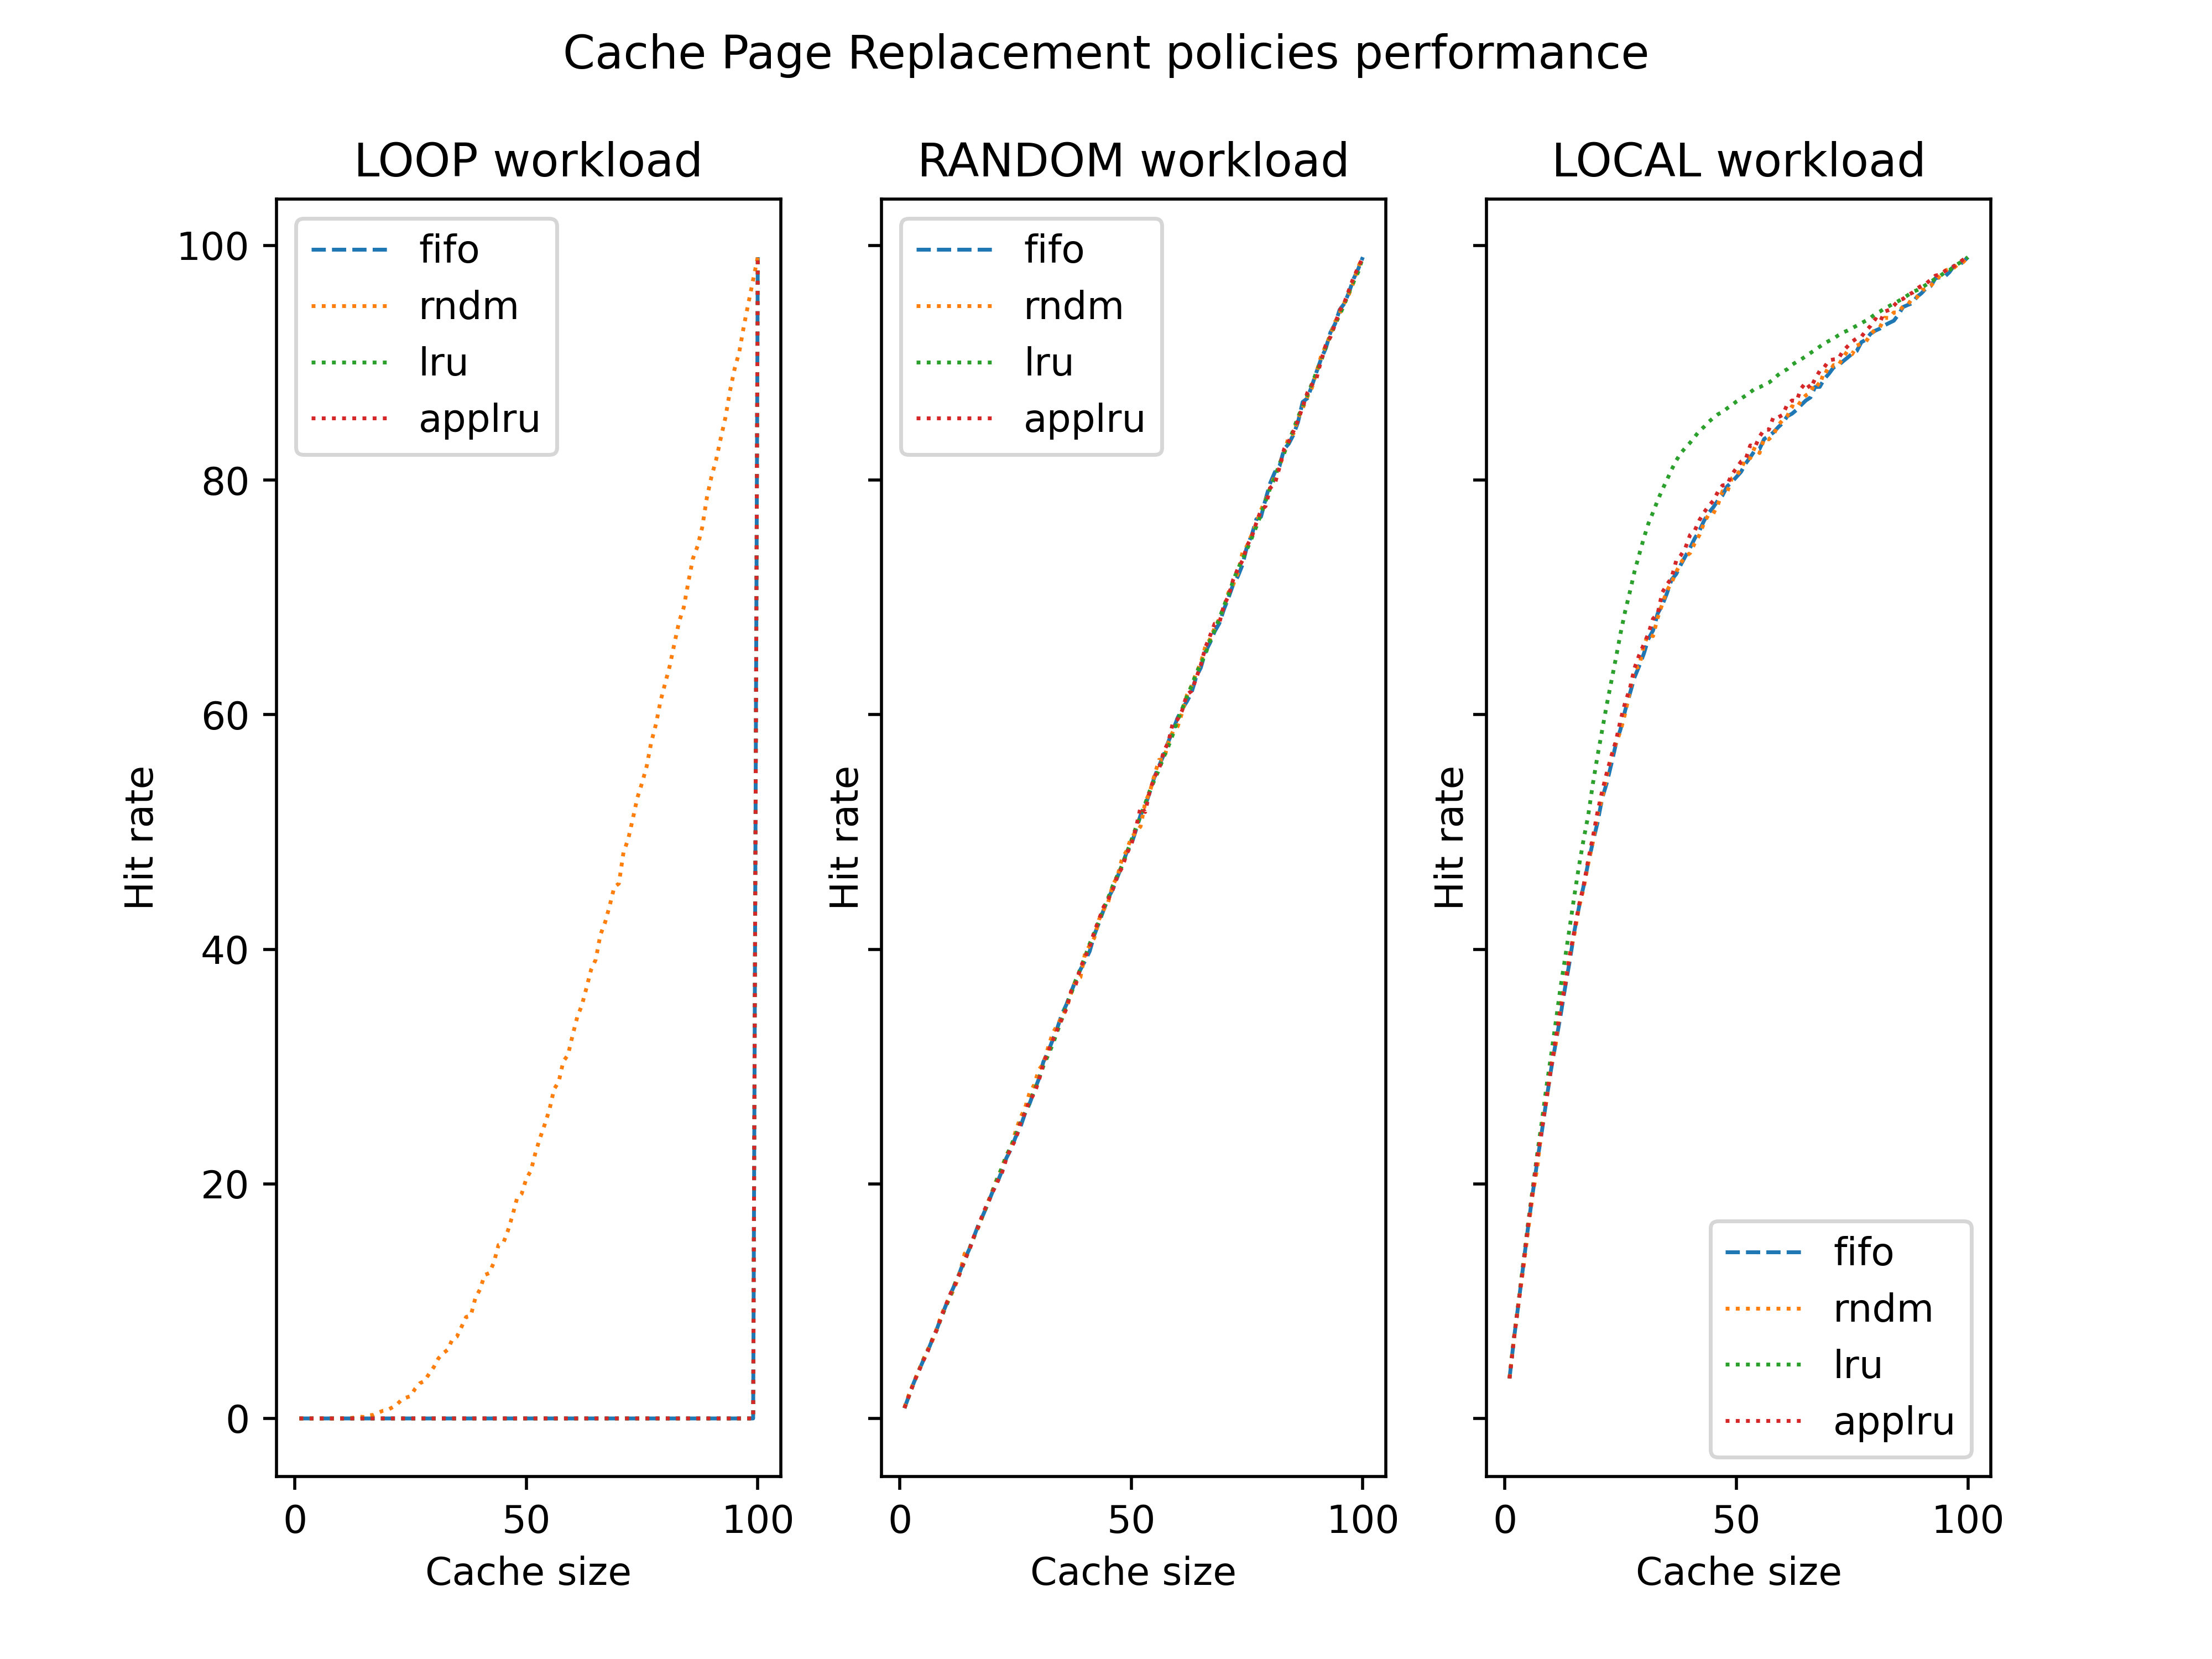 Cache Page Replacement policies performance
LOOP workload
100
80
60
40
20
0
Hit rate
fifo
rndm
lru
applru
0 50 100
Cache size
RANDOM workload
Hit rate
fifo
rndm
lru
applru
0 50 100
Cache size
LOCAL workload
Hit rate
fifo
rndm
lru
applru
0 50 100
Cache size